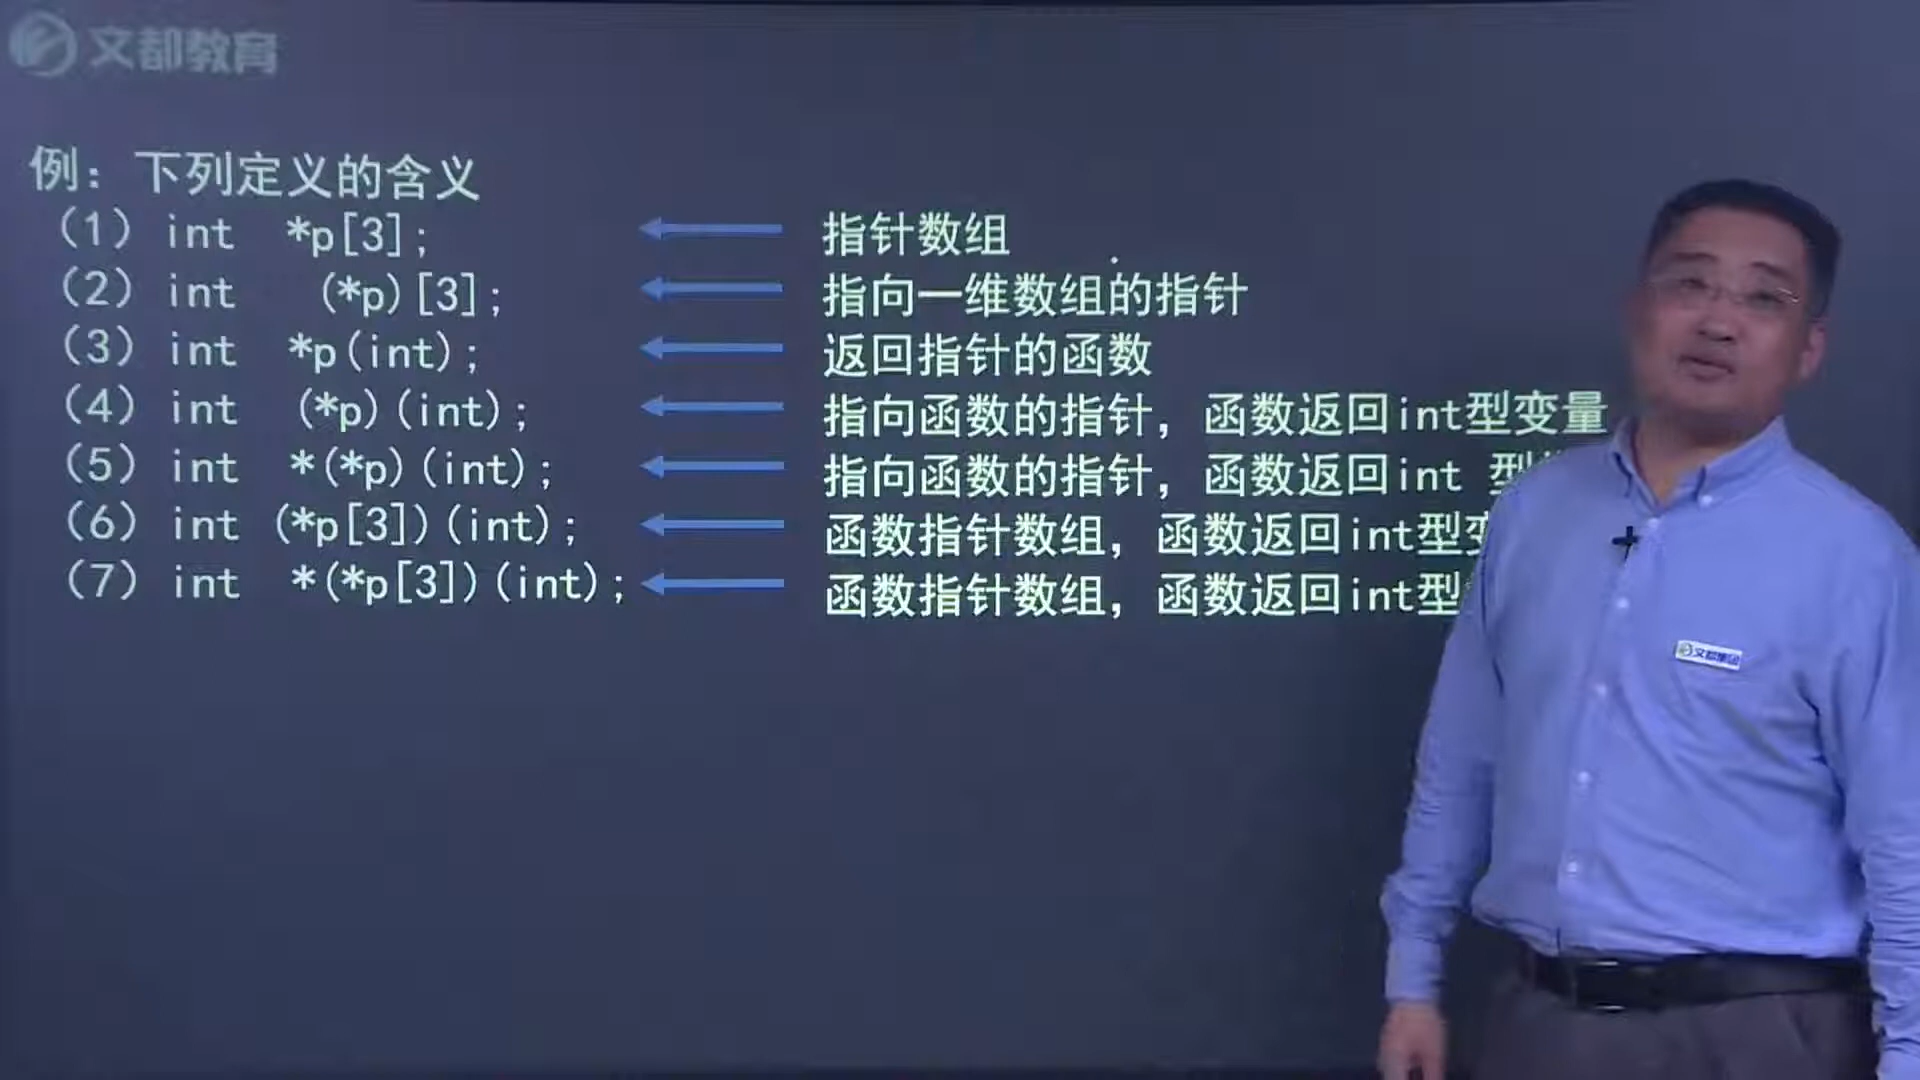 文都教育
例：下列定义的含义
（1）int *p[3]; 指针数组
（2）int (*p)[3]; 指向一维数组的指针
（3）int *p(int); 返回指针的函数
（4）int (*p)(int); 指向函数的指针，函数返回int型变量
（5）int *(*p)(int); 指向函数的指针，函数返回int 型
（6）int (*p[3])(int); 函数指针数组，函数返回int型变
（7）int *(*p[3])(int); 函数指针数组，函数返回int型
文都集团